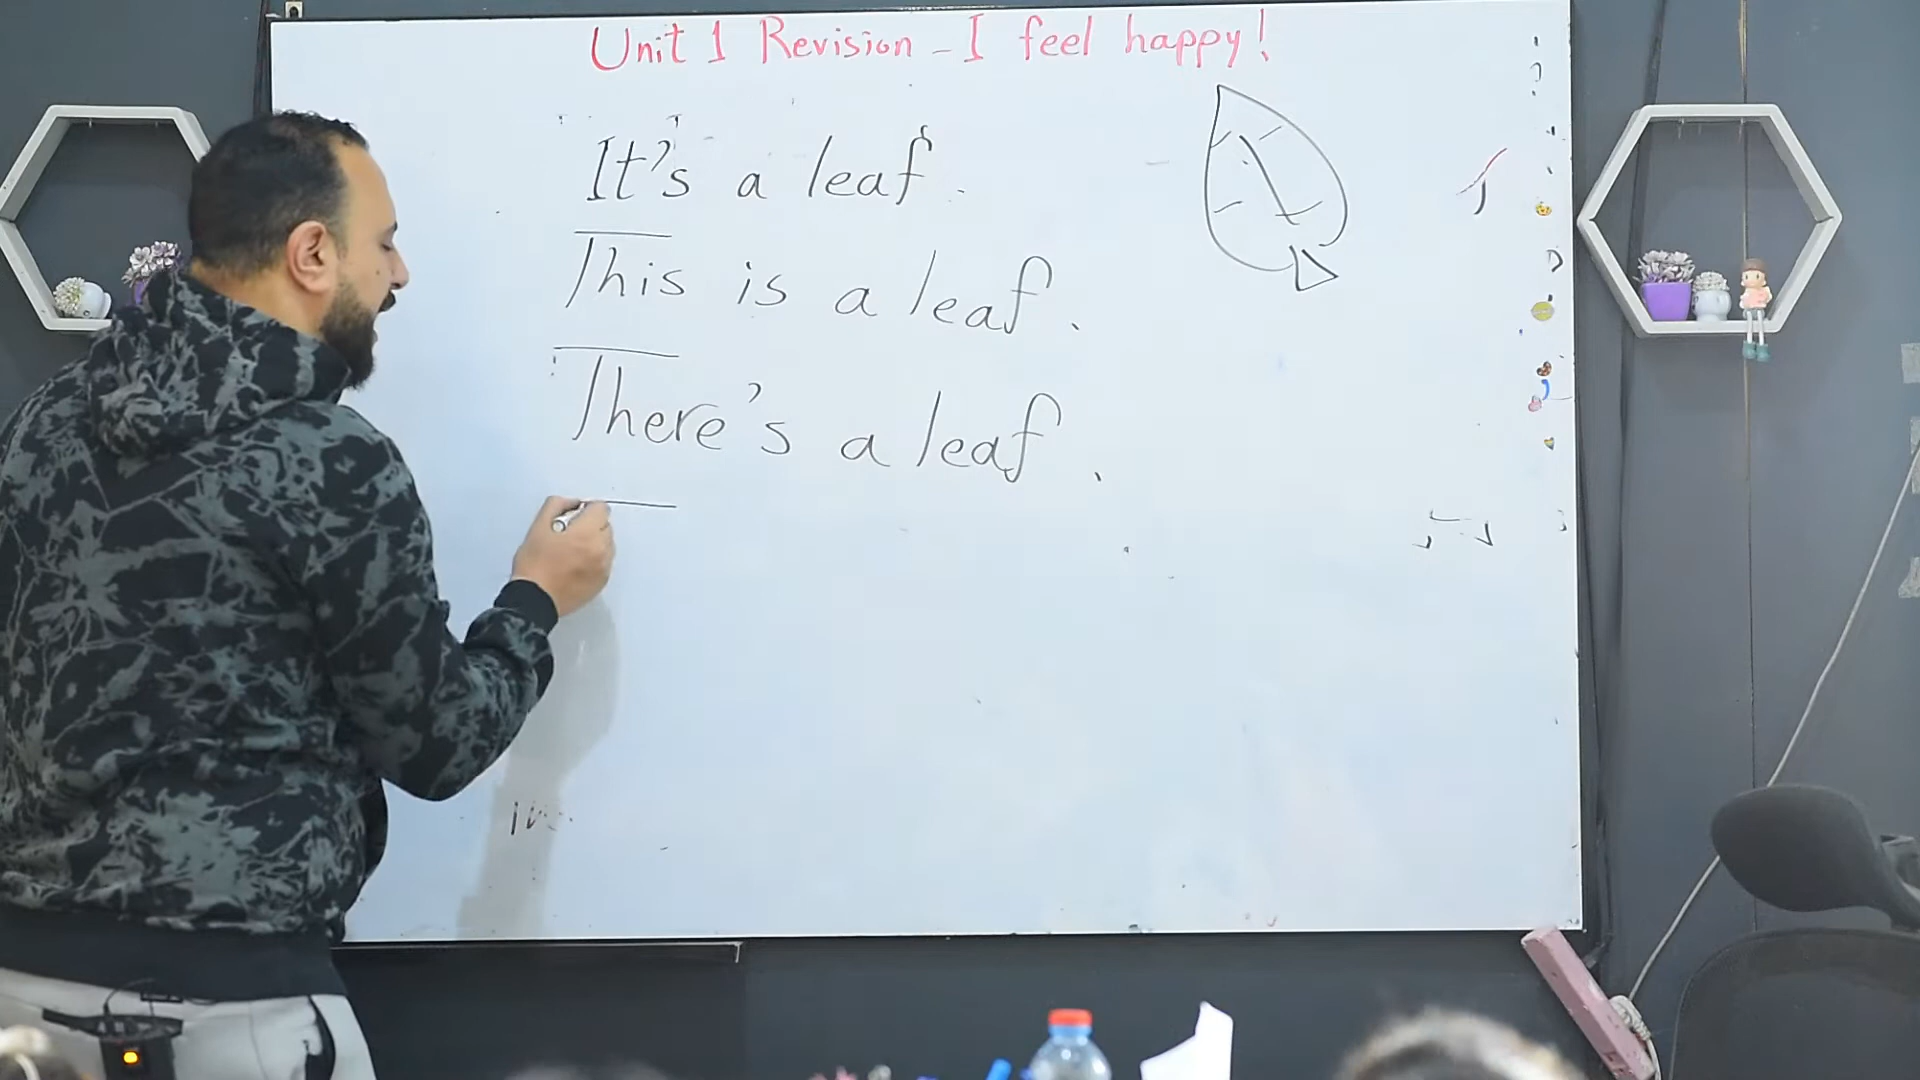 Unit 1 Revision - I feel happy!
It's a leaf.
This is a leaf.
There's a leaf.